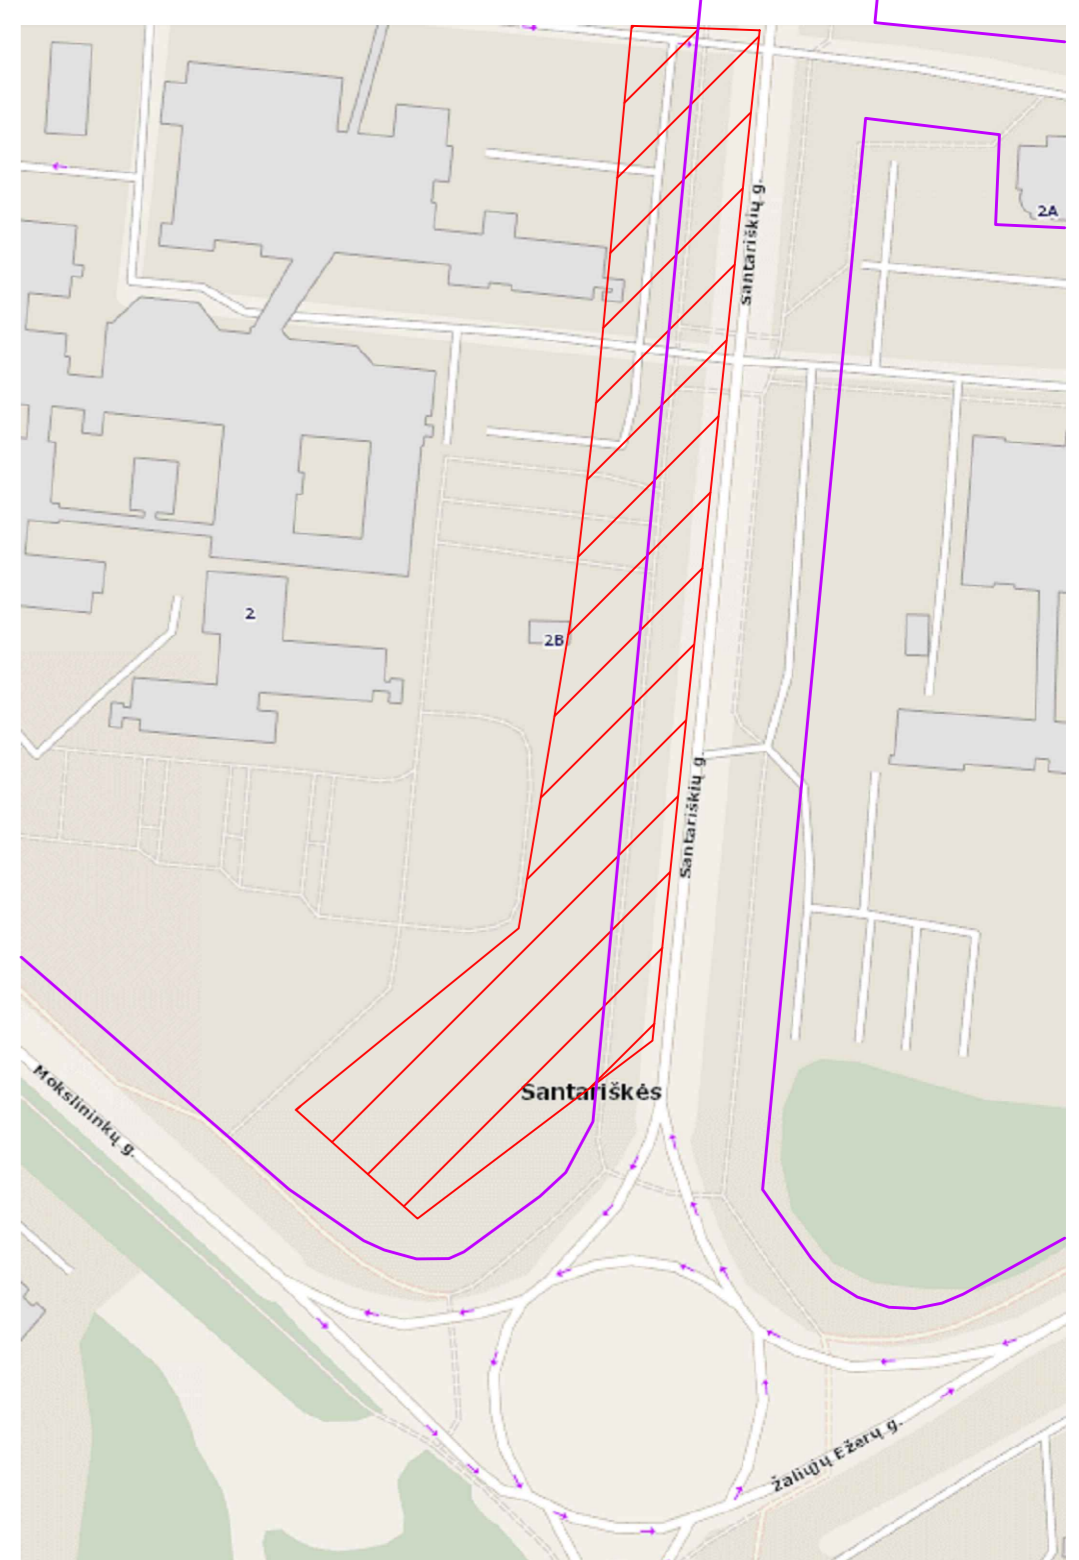 Santariškių g.
2A
2
2B
Santariškių g.
Santariškės
Mokslininkų g.
Žaliųjų Ežerų g.